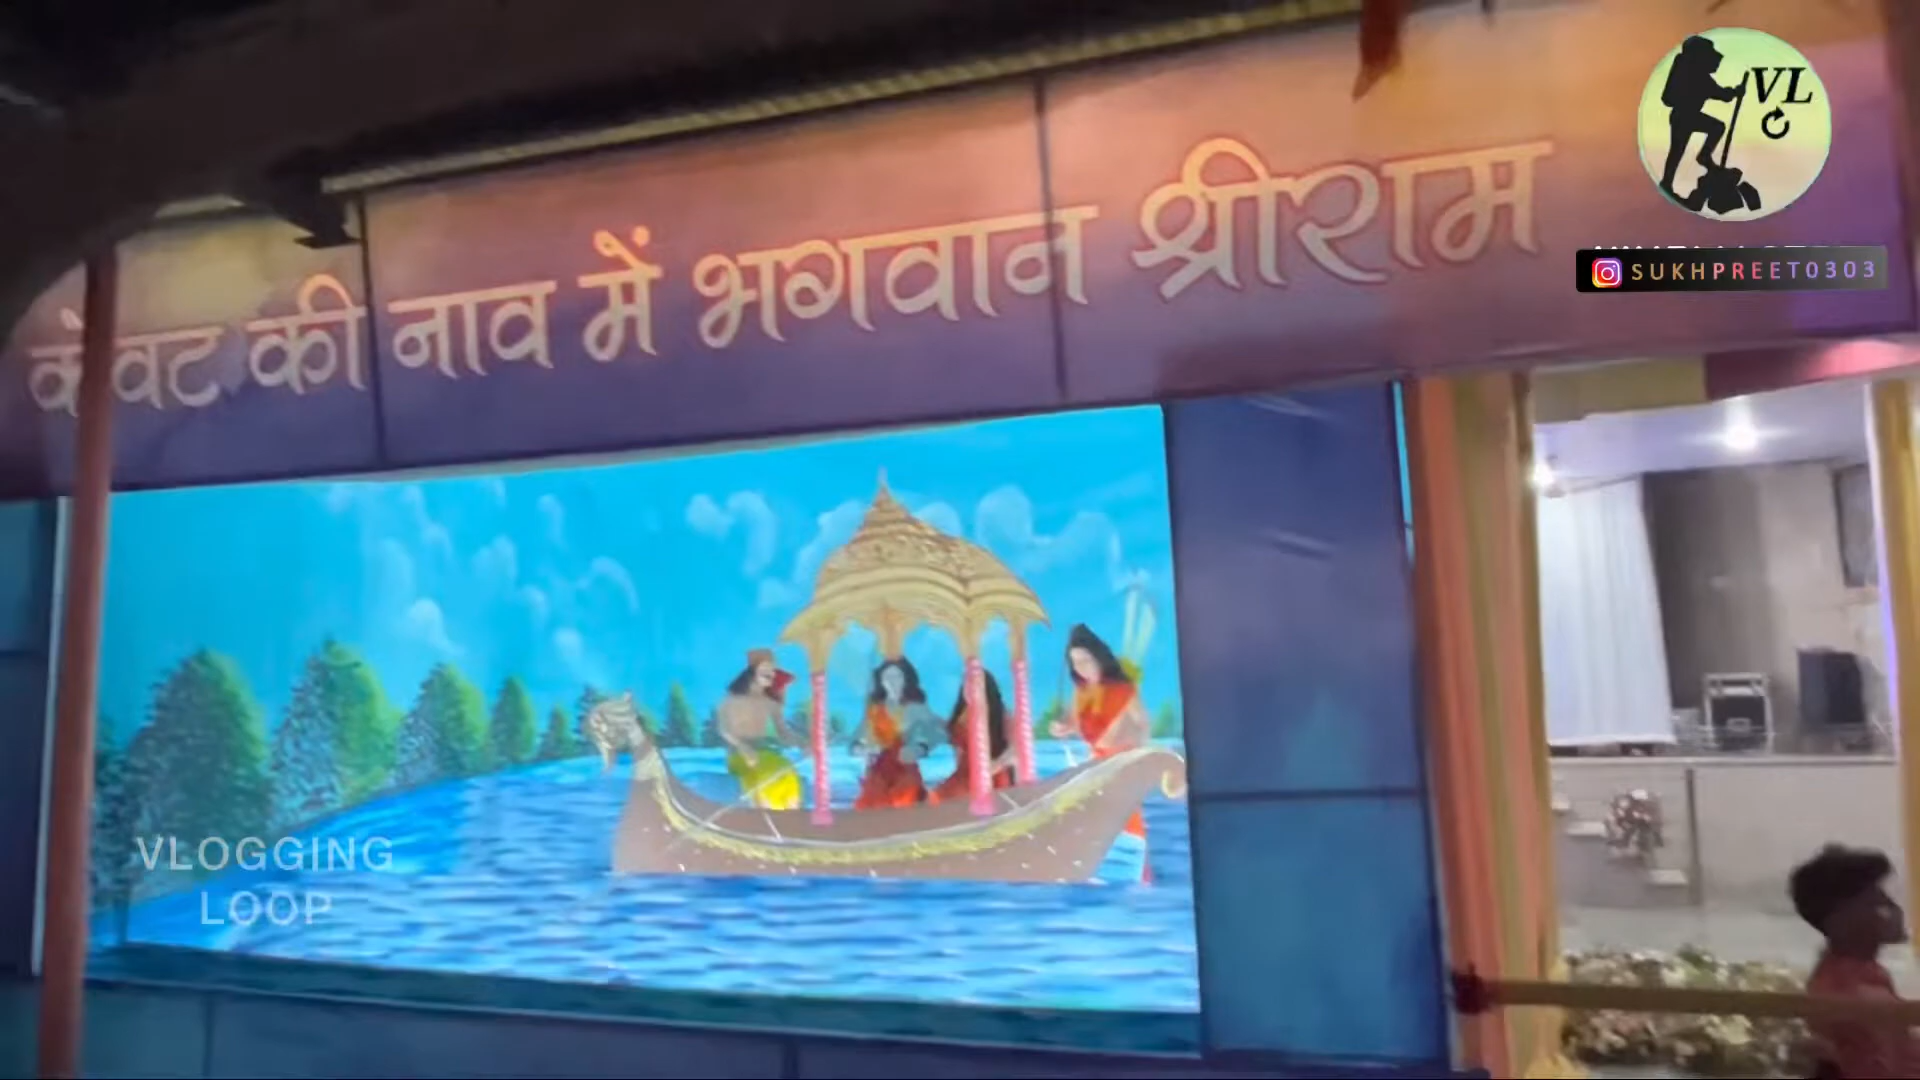 केवट की नाव में भगवान श्रीराम
VL
SUKHPREET0303
VLOGGING
LOOP